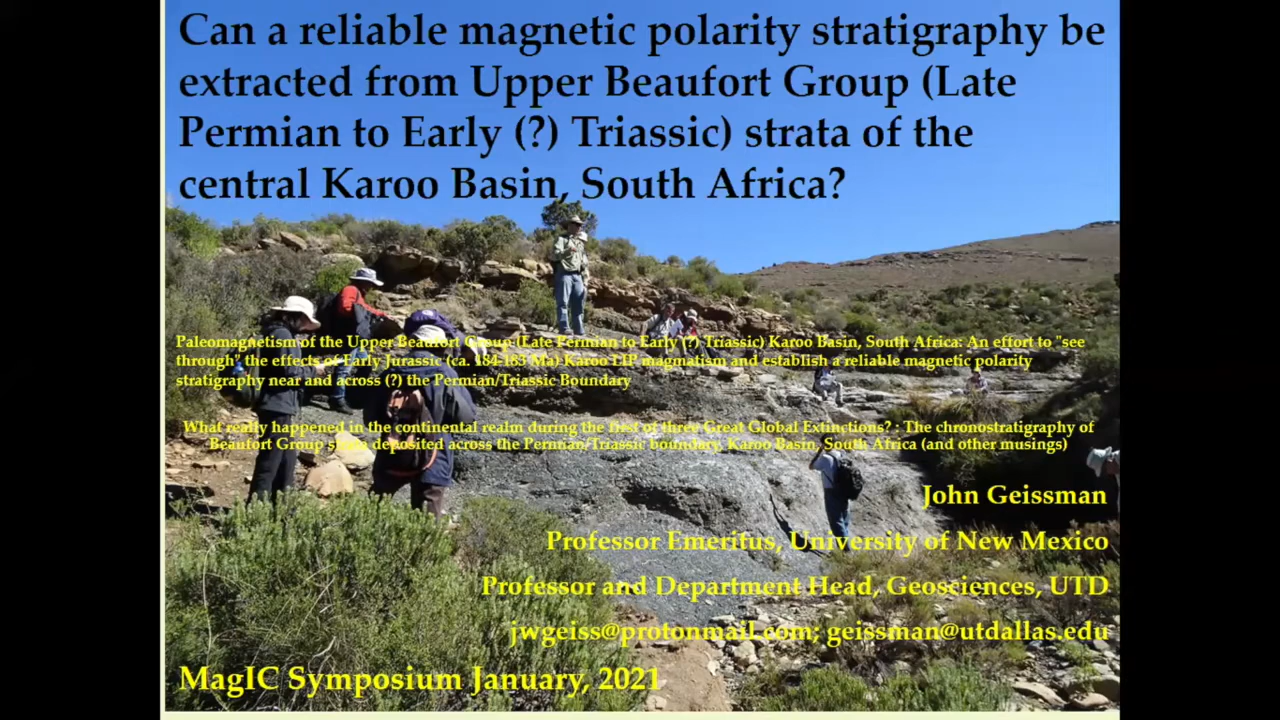 Can a reliable magnetic polarity stratigraphy be
extracted from Upper Beaufort Group (Late
Permian to Early (?) Triassic) strata of the
central Karoo Basin, South Africa?
Paleomagnetism of the Upper Beaufort Group (Late Permian to Early (?) Triassic) Karoo Basin, South Africa: An effort to "see
through" the effects of Early Jurassic (ca. 184-183 Ma) Karoo LIP magmatism and establish a reliable magnetic polarity
stratigraphy near and across (?) the Permian/Triassic Boundary
What really happened in the continental realm during the first of three Great Global Extinctions? : The chronostratigraphy of
Beaufort Group strata deposited across the Permian/Triassic boundary, Karoo Basin, South Africa (and other musings)
John Geissman
Professor Emeritus, University of New Mexico
Professor and Department Head, Geosciences, UTD
jwgeiss@protonmail.com; geissman@utdallas.edu
MagIC Symposium January, 2021